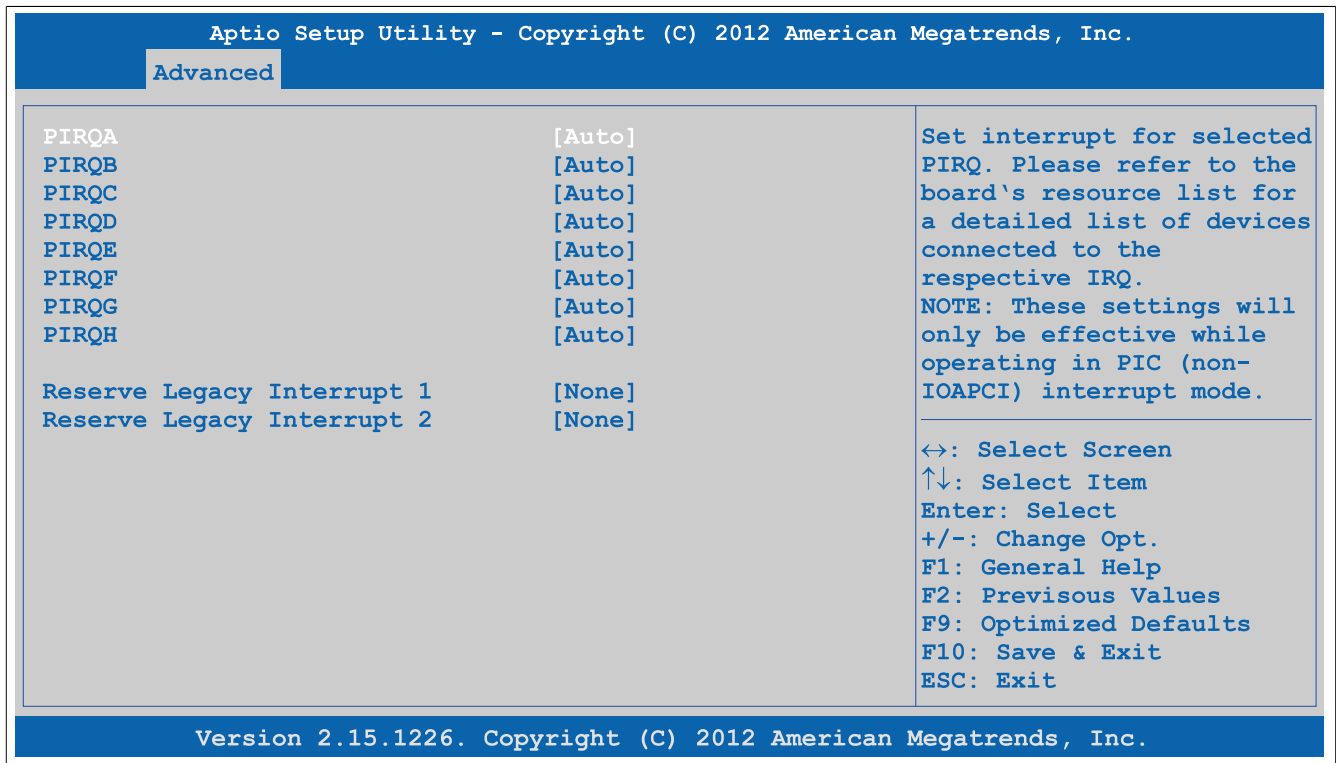 Aptio Setup Utility - Copyright (C) 2012 American Megatrends, Inc.
Advanced
PIRQA [Auto]
PIRQB [Auto]
PIRQC [Auto]
PIRQD [Auto]
PIRQE [Auto]
PIRQF [Auto]
PIRQG [Auto]
PIRQH [Auto]
Reserve Legacy Interrupt 1 [None]
Reserve Legacy Interrupt 2 [None]
Set interrupt for selected
PIRQ. Please refer to the
board‘s resource list for
a detailed list of devices
connected to the
respective IRQ.
NOTE: These settings will
only be effective while
operating in PIC (non-
IOAPCI) interrupt mode.
↔: Select Screen
↑↓: Select Item
Enter: Select
+/-: Change Opt.
F1: General Help
F2: Previsous Values
F9: Optimized Defaults
F10: Save & Exit
ESC: Exit
Version 2.15.1226. Copyright (C) 2012 American Megatrends, Inc.